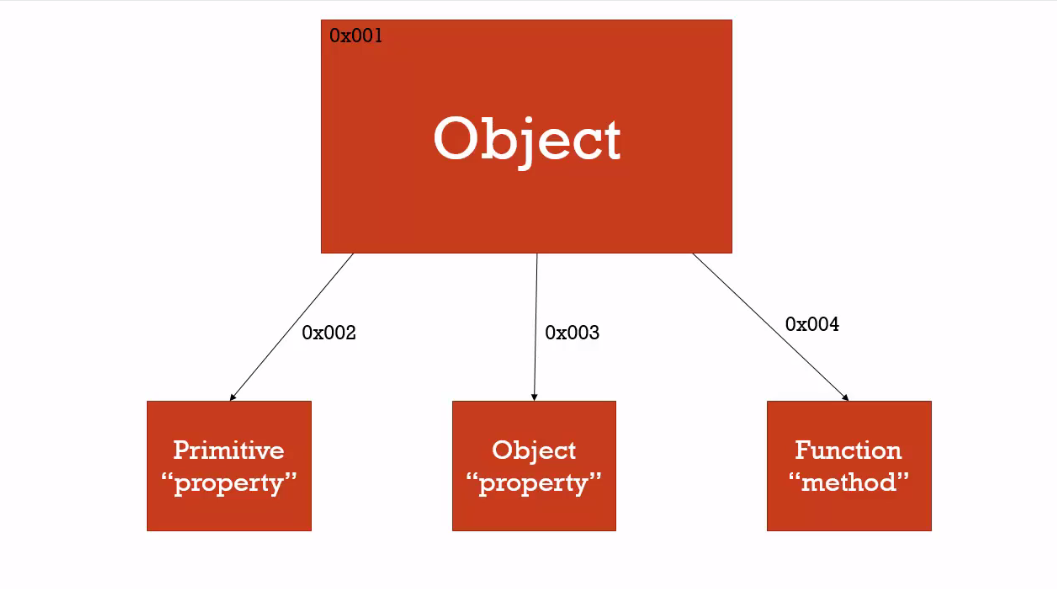 0x001
Object
0x002
0x003
0x004
Primitive
“property”
Object
“property”
Function
“method”